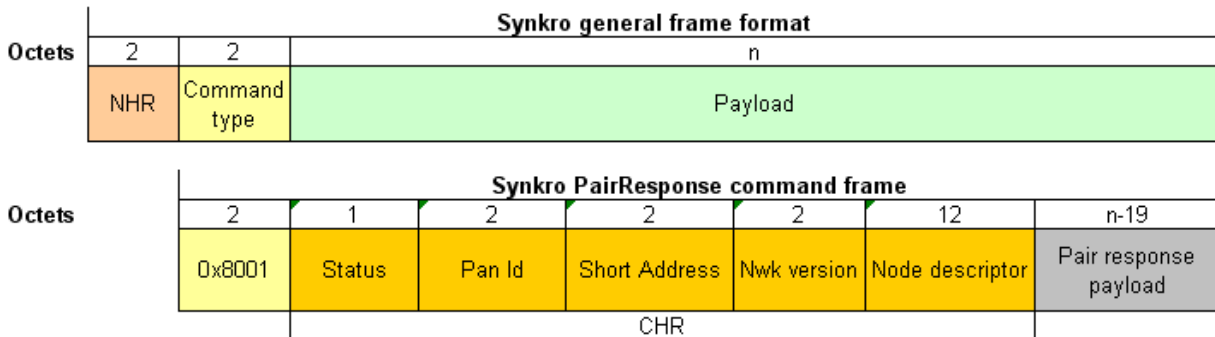 Synkro general frame format
Octets 2 2 n
NHR Command type Payload
Synkro PairResponse command frame
Octets 2 1 2 2 2 12 n-19
0x8001 Status Pan Id Short Address Nwk version Node descriptor Pair response payload
CHR